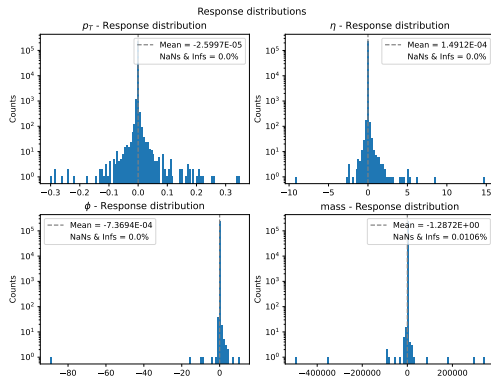 Response distributions
p_T - Response distribution
η - Response distribution
Mean = -2.5997E-05
NaNs & Infs = 0.0%
Mean = 1.4912E-04
NaNs & Infs = 0.0%
Counts
10^5
10^4
10^3
10^2
10^1
10^0
−0.3 −0.2 −0.1 0.0 0.1 0.2 0.3
Counts
10^5
10^4
10^3
10^2
10^1
10^0
−10 −5 0 5 10 15
ϕ - Response distribution
mass - Response distribution
Mean = -7.3694E-04
NaNs & Infs = 0.0%
Mean = -1.2872E+00
NaNs & Infs = 0.0106%
Counts
10^5
10^4
10^3
10^2
10^1
10^0
−80 −60 −40 −20 0
Counts
10^5
10^4
10^3
10^2
10^1
10^0
−400000 −200000 0 200000